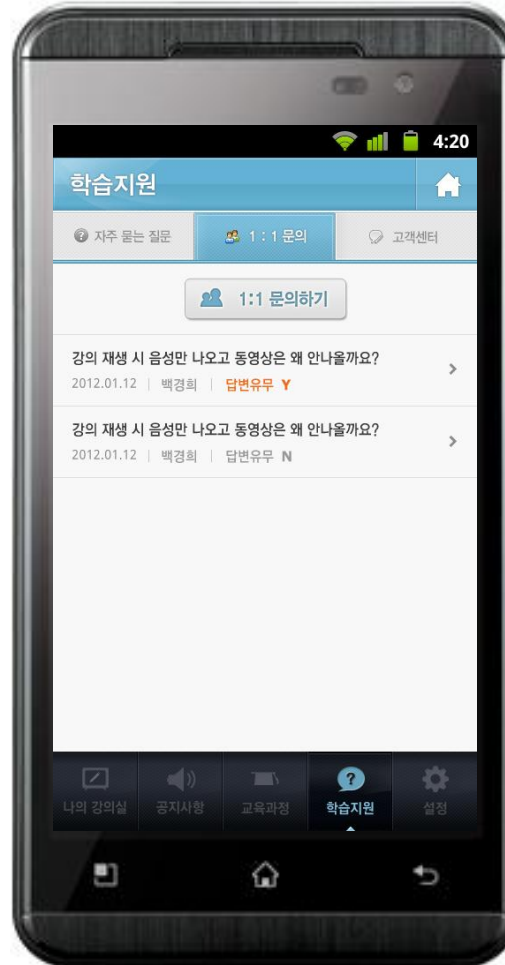 4:20
학습지원
자주 묻는 질문
1 : 1 문의
고객센터
1:1 문의하기
강의 재생 시 음성만 나오고 동영상은 왜 안나올까요?
2012.01.12 | 백경희 | 답변유무 Y
강의 재생 시 음성만 나오고 동영상은 왜 안나올까요?
2012.01.12 | 백경희 | 답변유무 N
나의 강의실
공지사항
교육과정
학습지원
설정